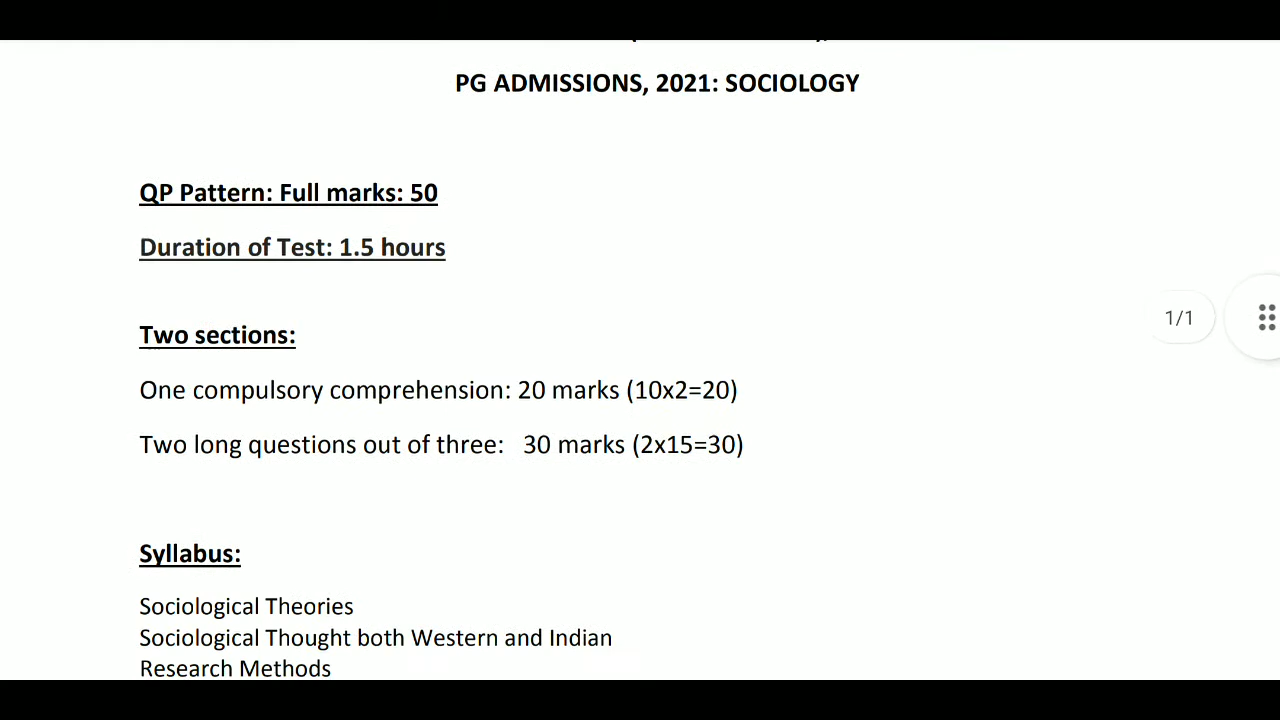 PG ADMISSIONS, 2021: SOCIOLOGY
QP Pattern: Full marks: 50
Duration of Test: 1.5 hours
Two sections:
One compulsory comprehension: 20 marks (10x2=20)
1/1
Two long questions out of three: 30 marks (2x15=30)
Syllabus:
Sociological Theories
Sociological Thought both Western and Indian
Research Methods